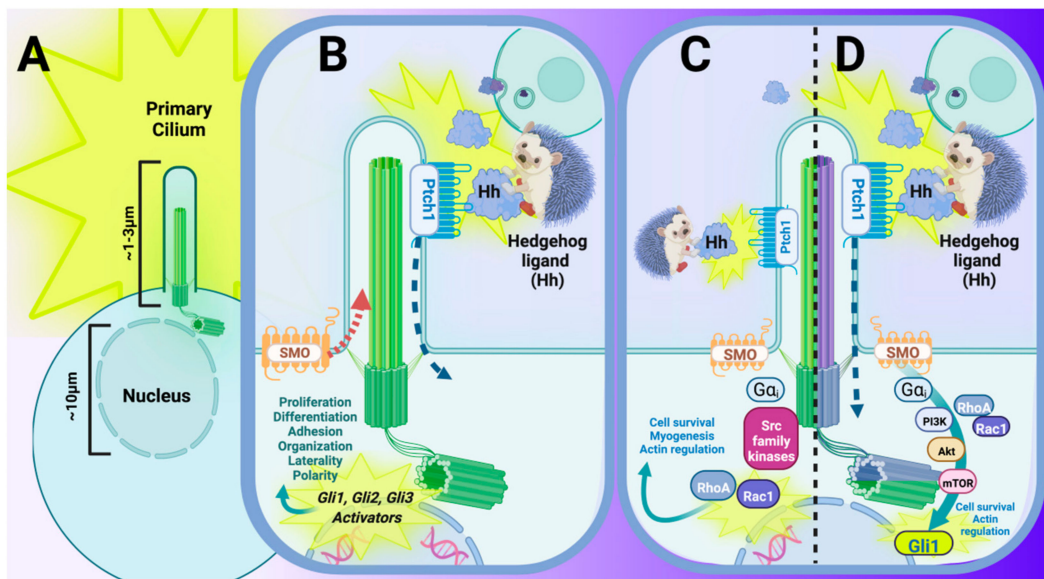 A
Primary
Cilium
~1-3μm
~10μm
Nucleus
B
Ptch1
Hh
Hedgehog
ligand
(Hh)
SMO
Proliferation
Differentiation
Adhesion
Organization
Laterality
Polarity
Gli1, Gli2, Gli3
Activators
C
Hh
Ptch1
SMO
Gαi
Src
family
kinases
Cell survival
Myogenesis
Actin regulation
RhoA
Rac1
D
Ptch1
Hh
Hedgehog
ligand
(Hh)
SMO
Gαi
PI3K
RhoA
Rac1
Akt
mTOR
Cell survival
Actin
regulation
Gli1